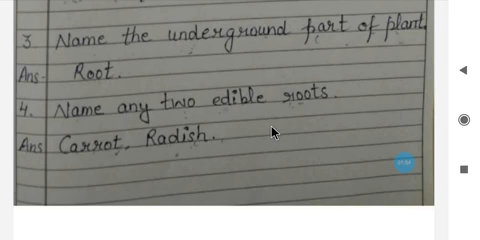 3 Name the underground part of plant.
Ans- Root.
4. Name any two edible roots.
Ans Carrot, Radish.